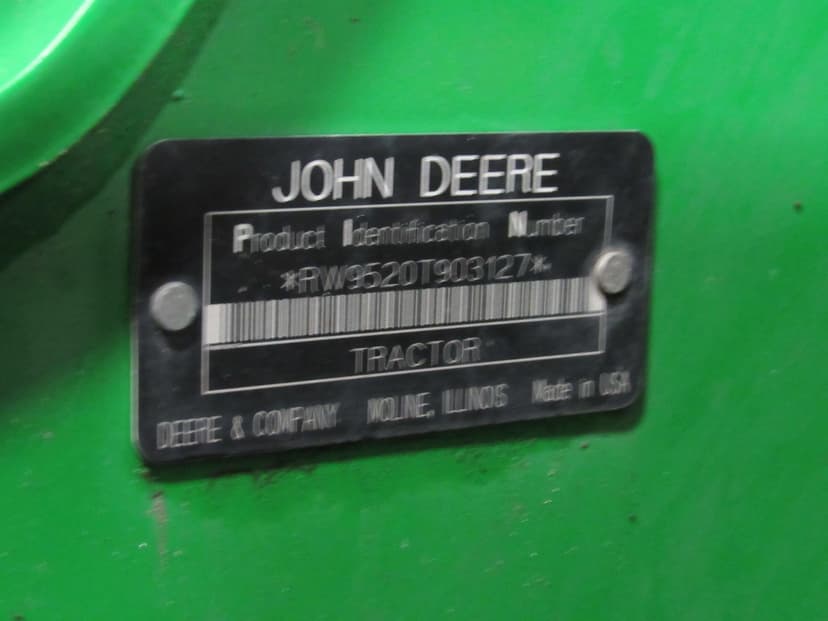 JOHN DEERE
Product Identification Number
*RW9520T903127*
TRACTOR
DEERE & COMPANY MOLINE, ILLINOIS Made in USA